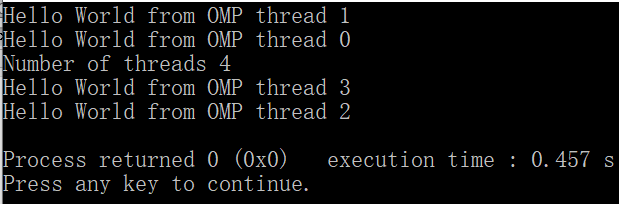 Hello World from OMP thread 1
Hello World from OMP thread 0
Number of threads 4
Hello World from OMP thread 3
Hello World from OMP thread 2
Process returned 0 (0x0)   execution time : 0.457 s
Press any key to continue.